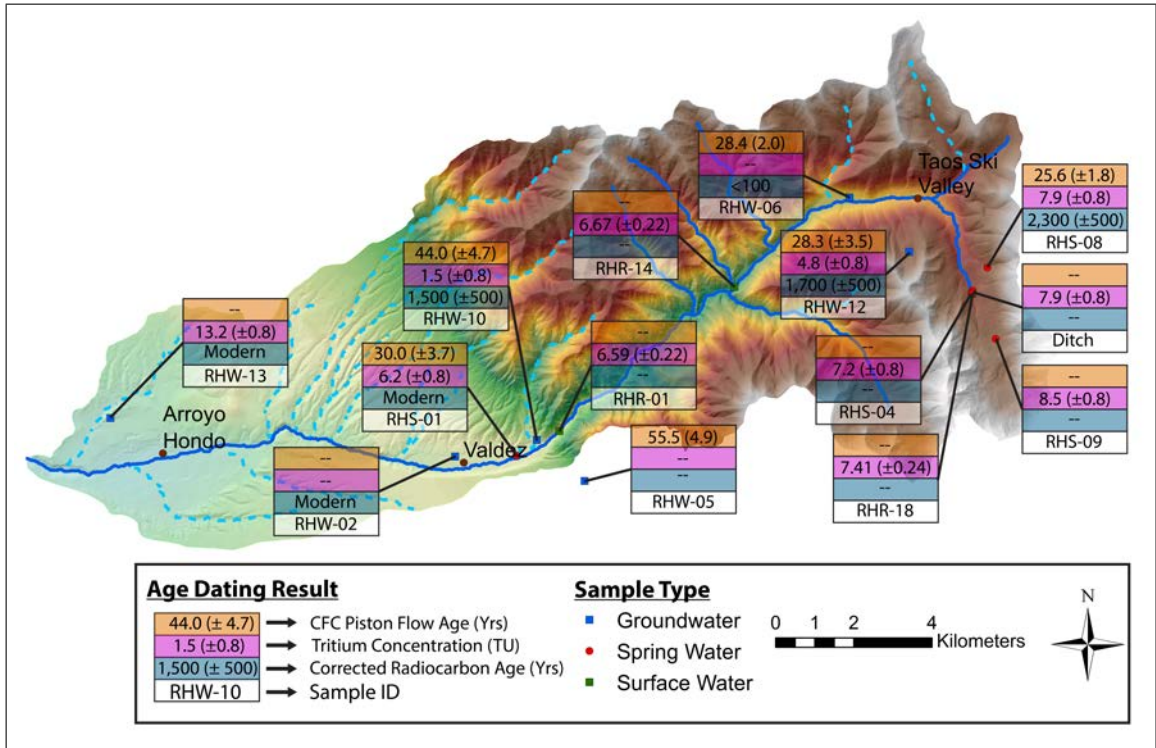 28.4 (2.0)
--
<100
RHW-06
Taos Ski
Valley
25.6 (±1.8)
7.9 (±0.8)
2,300 (±500)
RHS-08
--
6.67 (±0.22)
--
RHR-14
28.3 (±3.5)
4.8 (±0.8)
1,700 (±500)
RHW-12
44.0 (±4.7)
1.5 (±0.8)
1,500 (±500)
RHW-10
--
7.9 (±0.8)
--
Ditch
--
13.2 (±0.8)
Modern
RHW-13
30.0 (±3.7)
6.2 (±0.8)
Modern
RHS-01
--
6.59 (±0.22)
--
RHR-01
--
7.2 (±0.8)
--
RHS-04
--
8.5 (±0.8)
--
RHS-09
Arroyo
Hondo
Valdez
--
--
Modern
RHW-02
55.5 (4.9)
--
--
RHW-05
--
7.41 (±0.24)
--
RHR-18
Age Dating Result
44.0 (± 4.7) CFC Piston Flow Age (Yrs)
1.5 (±0.8) Tritium Concentration (TU)
1,500 (± 500) Corrected Radiocarbon Age (Yrs)
RHW-10 Sample ID
Sample Type
Groundwater
Spring Water
Surface Water
0 1 2 4
Kilometers
N